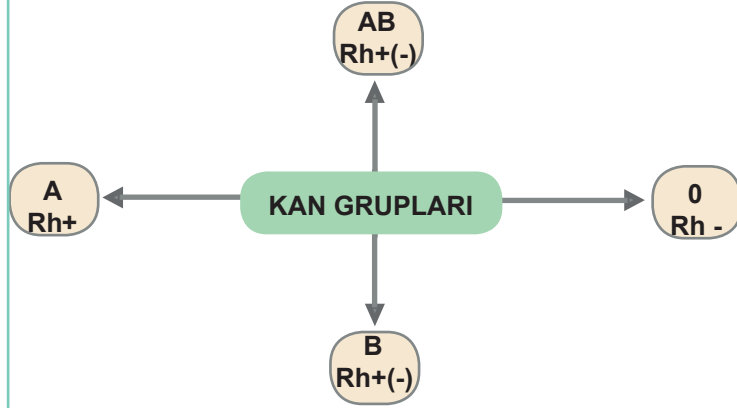 AB
Rh+(-)
A
Rh+
KAN GRUPLARI
0
Rh -
B
Rh+(-)